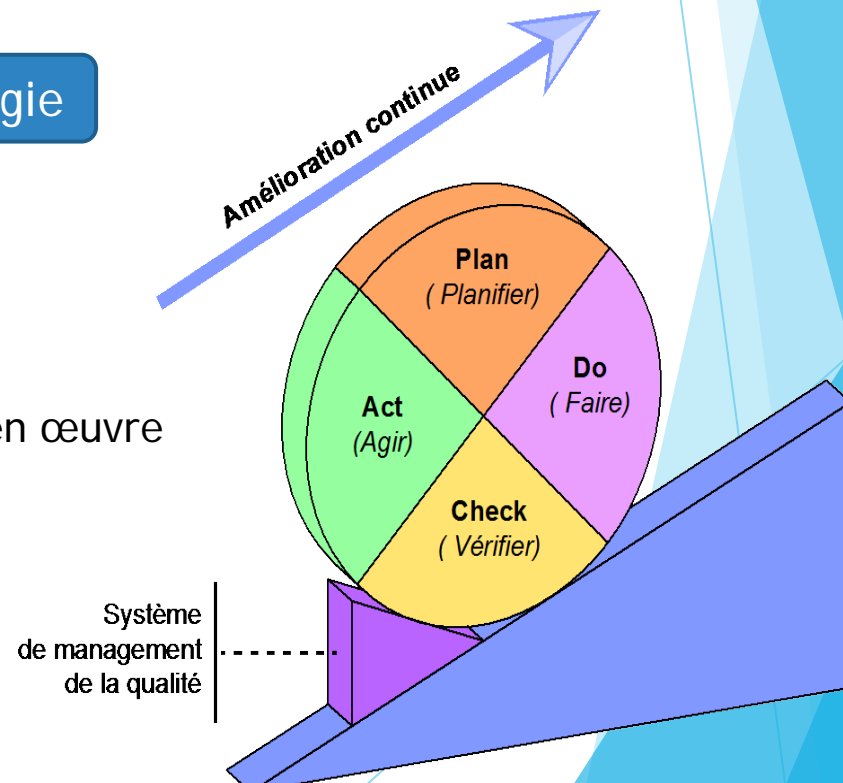 gie
Amélioration continue
Plan
( Planifier)
Do
( Faire)
Act
(Agir)
en œuvre
Check
( Vérifier)
Système
de management
de la qualité